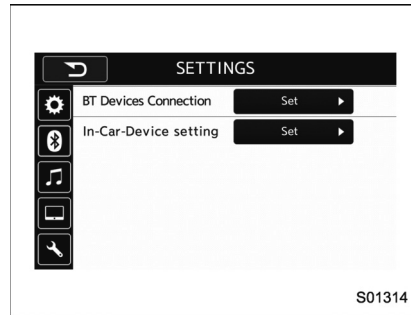 SETTINGS
BT Devices Connection Set
In-Car-Device setting Set
S01314